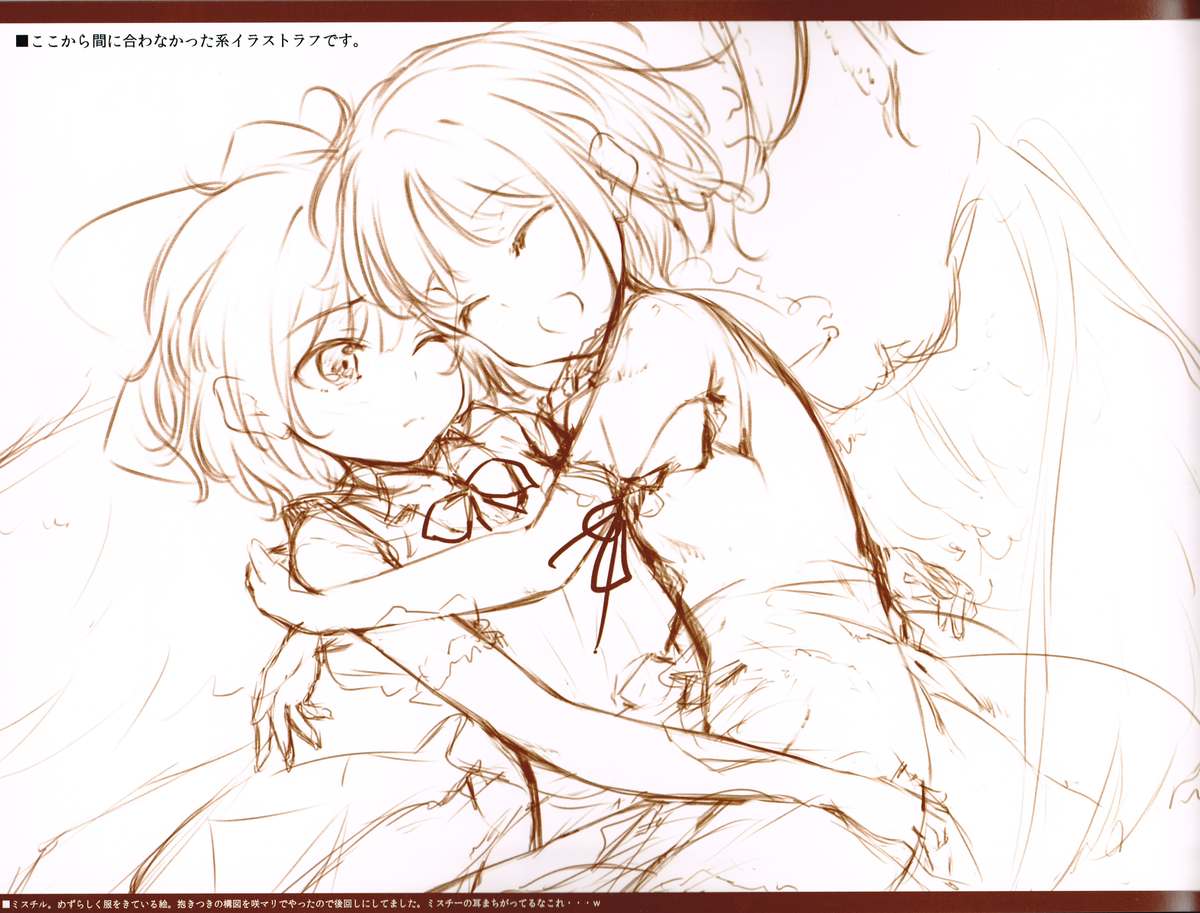 ■ここから間に合わなかった系イラストラフです。
■ミスチル。めずらしく服をきている絵。抱きつきの構図を咲マリでやったので後回しにしてました。ミスチーの耳まちがってるなこれ・・・w